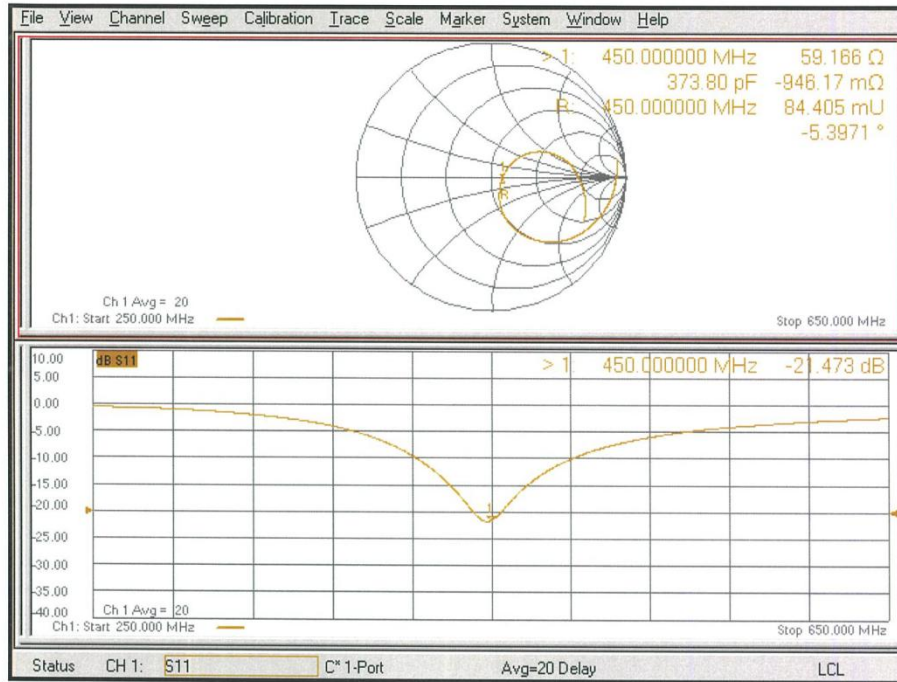 File View Channel Sweep Calibration Trace Scale Marker System Window Help
> 1: 450.000000 MHz 59.166 Ω
373.80 pF -946.17 mΩ
R: 450.000000 MHz 84.405 mU
-5.3971 °
1
R
Ch 1 Avg = 20
Ch1: Start 250.000 MHz
Stop 650.000 MHz
10.00
dB S11
> 1: 450.000000 MHz -21.473 dB
5.00
0.00
-5.00
-10.00
-15.00
-20.00
1
-25.00
-30.00
-35.00
-40.00
Ch 1 Avg = 20
Ch1: Start 250.000 MHz
Stop 650.000 MHz
Status CH 1: S11 C* 1-Port Avg=20 Delay LCL